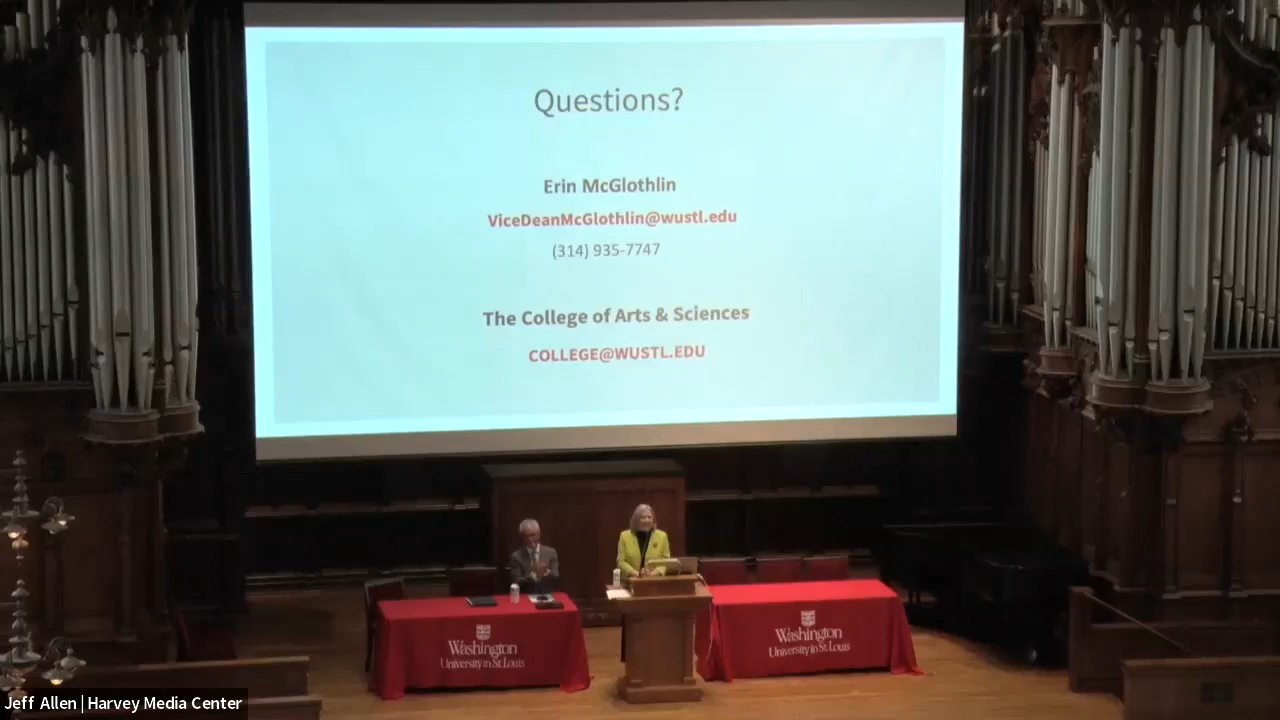 Questions?
Erin McGlothlin
ViceDeanMcGlothlin@wustl.edu
(314) 935-7747
The College of Arts & Sciences
COLLEGE@WUSTL.EDU
Washington
University in St. Louis
Washington
University in St. Louis
Jeff Allen | Harvey Media Center